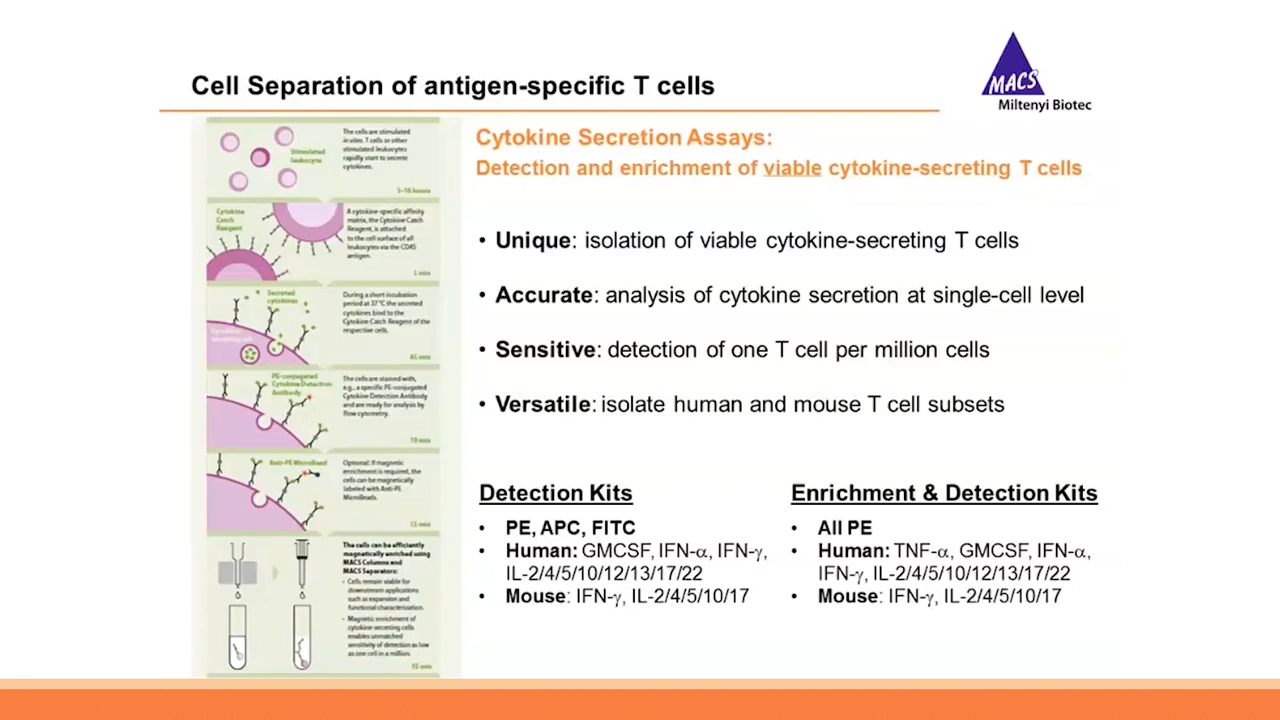 Cell Separation of antigen-specific T cells
MACS
Miltenyi Biotec
The cells are stimulated
in vitro. T cells or other
stimulated leukocytes
rapidly start to secrete
cytokines.
Stimulated
leukocyte
Cytokine
Catch
Reagent
A cytokine-specific affinity
matrix, the Cytokine Catch
Reagent, is attached
to the cell surface of all
leukocytes via the CD45
antigen.
Secreted
cytokines
During a short incubation
period at 37 °C the secreted
cytokines bind to the
Cytokine Catch Reagent of the
respective cells.
45 min
PE-conjugated
Cytokine Detection
Antibody
The cells are stained with,
e.g., a specific PE-conjugated
Cytokine Detection Antibody
and are ready for analysis by
flow cytometry.
10 min
Anti-PE MicroBead
Optional: If magnetic
enrichment is required, the
cells can be magnetically
labeled with Anti-PE
MicroBeads.
15 min
The cells can be efficiently
magnetically enriched using
MACS Columns and
MACS Separators:
• Cells remain viable for
downstream applications
such as expansion and
functional characterization.
• Magnetic enrichment of
cytokine-secreting cells
enables unmatched
sensitivity of detection as low
as one cell in a million.
Cytokine Secretion Assays:
Detection and enrichment of viable cytokine-secreting T cells
• Unique: isolation of viable cytokine-secreting T cells
• Accurate: analysis of cytokine secretion at single-cell level
• Sensitive: detection of one T cell per million cells
• Versatile: isolate human and mouse T cell subsets
Detection Kits
• PE, APC, FITC
• Human: GMCSF, IFN-α, IFN-γ,
IL-2/4/5/10/12/13/17/22
• Mouse: IFN-γ, IL-2/4/5/10/17
Enrichment & Detection Kits
• All PE
• Human: TNF-α, GMCSF, IFN-α,
IFN-γ, IL-2/4/5/10/12/13/17/22
• Mouse: IFN-γ, IL-2/4/5/10/17